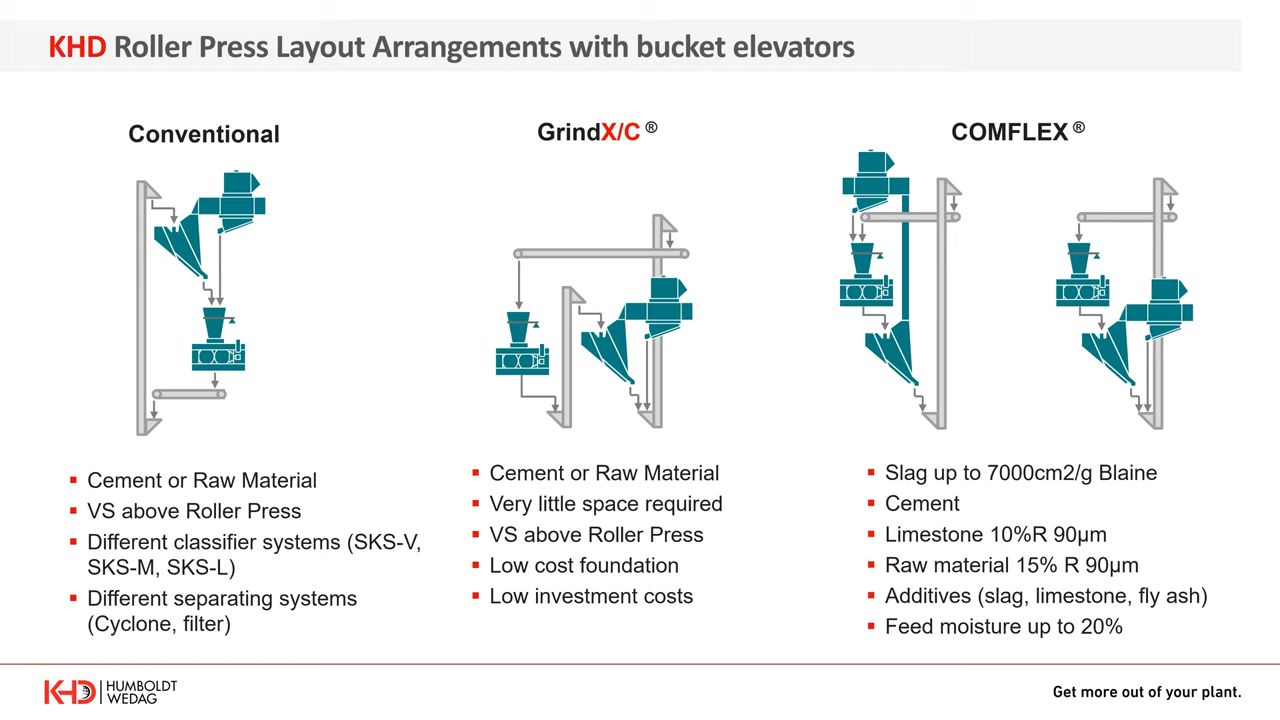 KHD Roller Press Layout Arrangements with bucket elevators
Conventional
▪ Cement or Raw Material
▪ VS above Roller Press
▪ Different classifier systems (SKS-V,
SKS-M, SKS-L)
▪ Different separating systems
(Cyclone, filter)
GrindX/C ®
▪ Cement or Raw Material
▪ Very little space required
▪ VS above Roller Press
▪ Low cost foundation
▪ Low investment costs
COMFLEX ®
▪ Slag up to 7000cm2/g Blaine
▪ Cement
▪ Limestone 10%R 90µm
▪ Raw material 15% R 90µm
▪ Additives (slag, limestone, fly ash)
▪ Feed moisture up to 20%
KHD HUMBOLDT
WEDAG
Get more out of your plant.